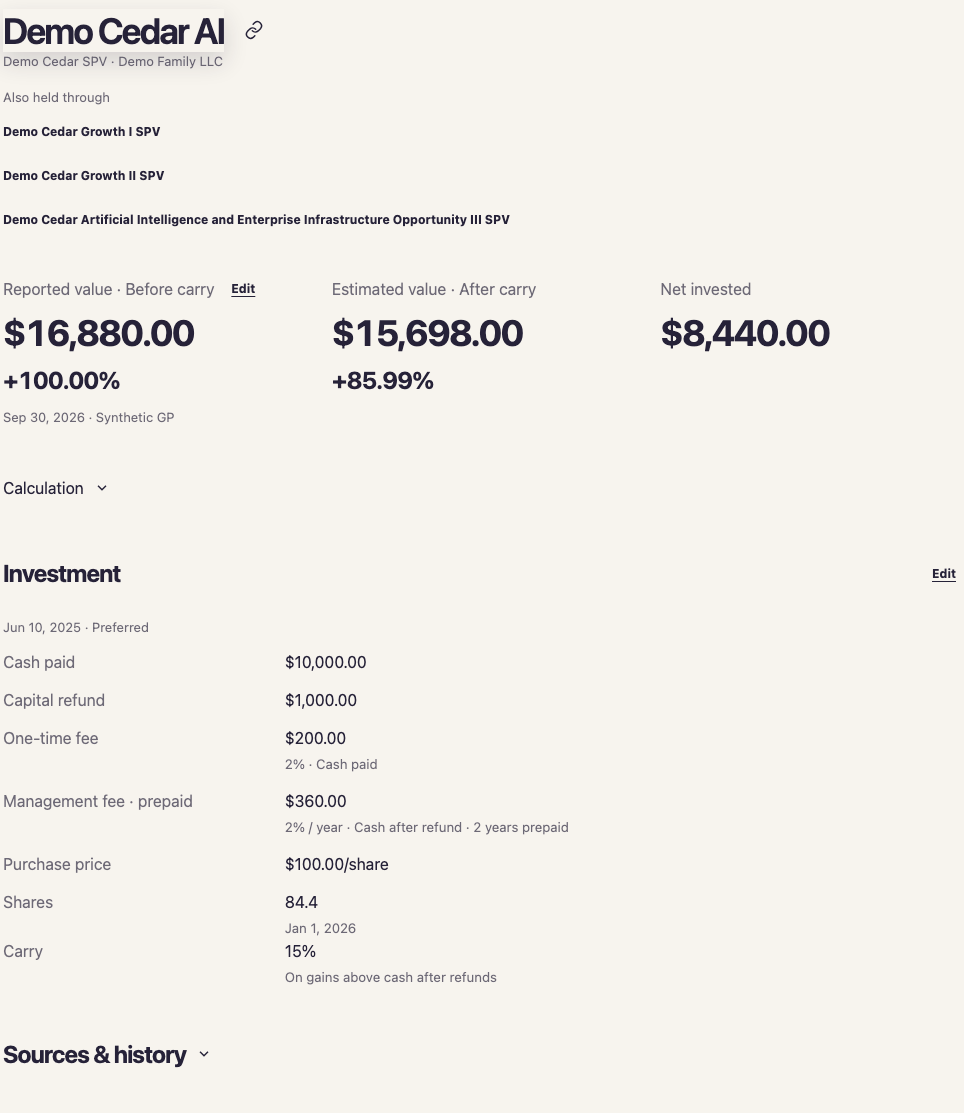 Demo Cedar AI
Demo Cedar SPV · Demo Family LLC
Also held through
Demo Cedar Growth I SPV
Demo Cedar Growth II SPV
Demo Cedar Artificial Intelligence and Enterprise Infrastructure Opportunity III SPV
Reported value · Before carry Edit
$16,880.00
+100.00%
Sep 30, 2026 · Synthetic GP
Estimated value · After carry
$15,698.00
+85.99%
Net invested
$8,440.00
Calculation
Investment Edit
Jun 10, 2025 · Preferred
Cash paid $10,000.00
Capital refund $1,000.00
One-time fee $200.00
2% · Cash paid
Management fee · prepaid $360.00
2% / year · Cash after refund · 2 years prepaid
Purchase price $100.00/share
Shares 84.4
Jan 1, 2026
Carry 15%
On gains above cash after refunds
Sources & history